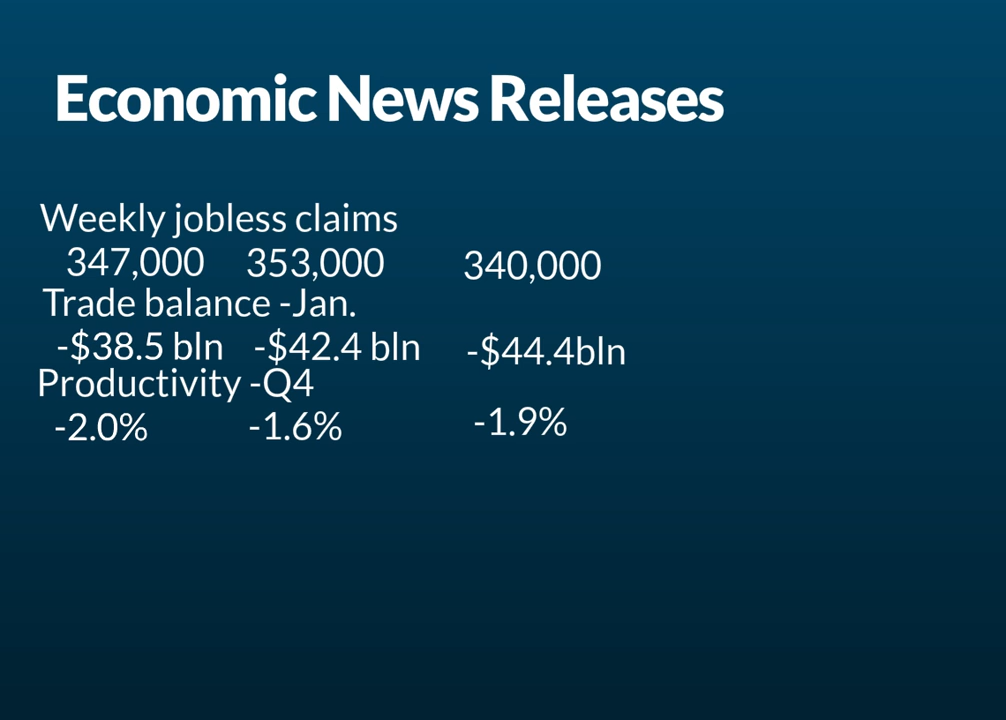 Economic News Releases
Weekly jobless claims
347,000 353,000 340,000
Trade balance -Jan.
-$38.5 bln -$42.4 bln -$44.4bln
Productivity -Q4
-2.0% -1.6% -1.9%